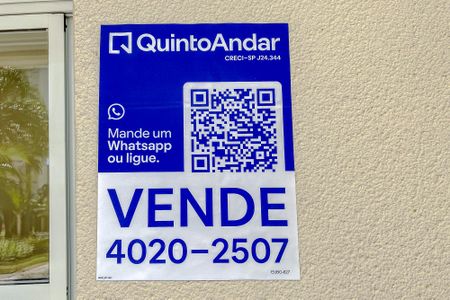 QuintoAndar
CRECI-SP J24.344
Mande um
Whatsapp
ou ligue.
VENDE
4020-2507